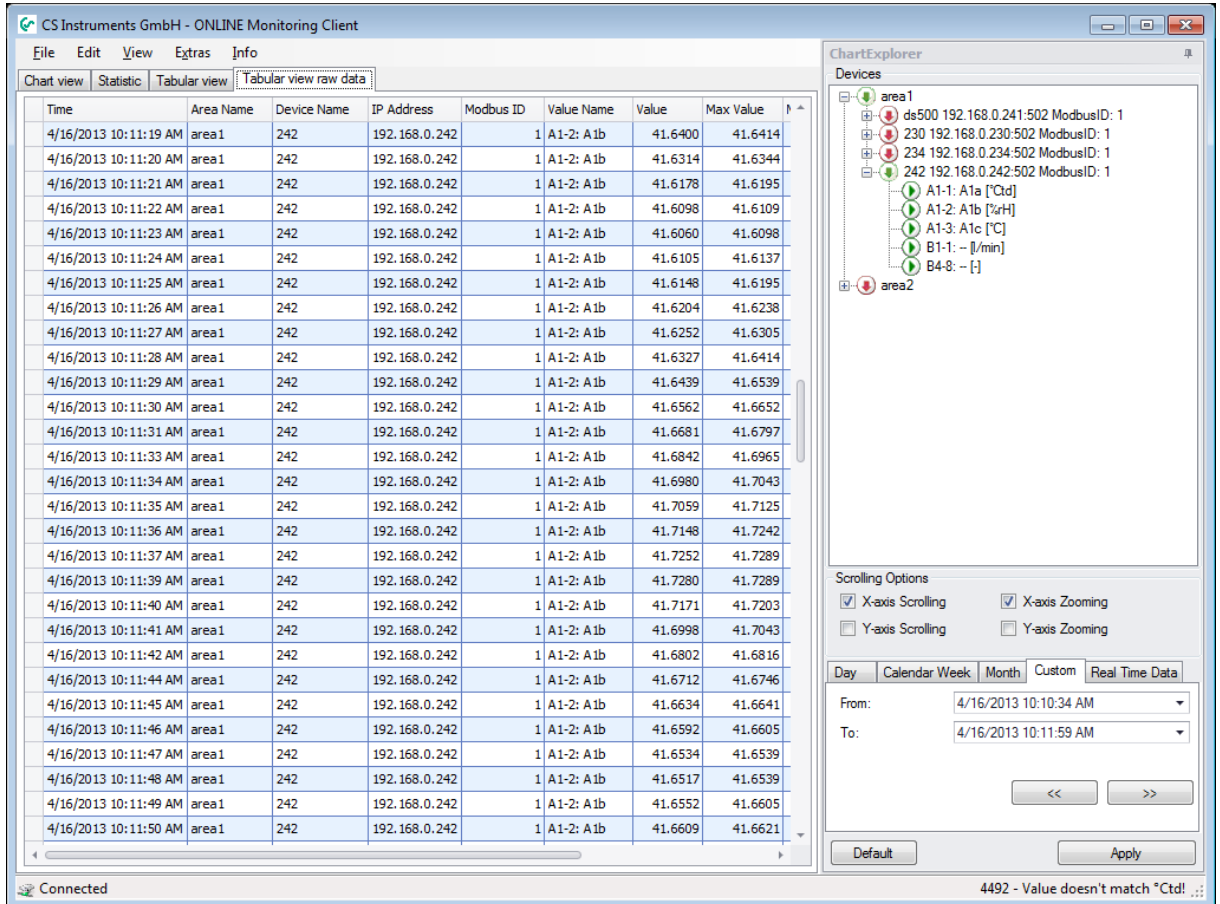 CS Instruments GmbH - ONLINE Monitoring Client
File Edit View Extras Info
Chart view Statistic Tabular view Tabular view raw data
Time Area Name Device Name IP Address Modbus ID Value Name Value Max Value
4/16/2013 10:11:19 AM area1 242 192.168.0.242 1 A1-2: A1b 41.6400 41.6414
4/16/2013 10:11:20 AM area1 242 192.168.0.242 1 A1-2: A1b 41.6314 41.6344
4/16/2013 10:11:21 AM area1 242 192.168.0.242 1 A1-2: A1b 41.6178 41.6195
4/16/2013 10:11:22 AM area1 242 192.168.0.242 1 A1-2: A1b 41.6098 41.6109
4/16/2013 10:11:23 AM area1 242 192.168.0.242 1 A1-2: A1b 41.6060 41.6098
4/16/2013 10:11:24 AM area1 242 192.168.0.242 1 A1-2: A1b 41.6105 41.6137
4/16/2013 10:11:25 AM area1 242 192.168.0.242 1 A1-2: A1b 41.6148 41.6195
4/16/2013 10:11:26 AM area1 242 192.168.0.242 1 A1-2: A1b 41.6204 41.6238
4/16/2013 10:11:27 AM area1 242 192.168.0.242 1 A1-2: A1b 41.6252 41.6305
4/16/2013 10:11:28 AM area1 242 192.168.0.242 1 A1-2: A1b 41.6327 41.6414
4/16/2013 10:11:29 AM area1 242 192.168.0.242 1 A1-2: A1b 41.6439 41.6539
4/16/2013 10:11:30 AM area1 242 192.168.0.242 1 A1-2: A1b 41.6562 41.6652
4/16/2013 10:11:31 AM area1 242 192.168.0.242 1 A1-2: A1b 41.6681 41.6797
4/16/2013 10:11:33 AM area1 242 192.168.0.242 1 A1-2: A1b 41.6842 41.6965
4/16/2013 10:11:34 AM area1 242 192.168.0.242 1 A1-2: A1b 41.6980 41.7043
4/16/2013 10:11:35 AM area1 242 192.168.0.242 1 A1-2: A1b 41.7059 41.7125
4/16/2013 10:11:36 AM area1 242 192.168.0.242 1 A1-2: A1b 41.7148 41.7242
4/16/2013 10:11:37 AM area1 242 192.168.0.242 1 A1-2: A1b 41.7252 41.7289
4/16/2013 10:11:39 AM area1 242 192.168.0.242 1 A1-2: A1b 41.7280 41.7289
4/16/2013 10:11:40 AM area1 242 192.168.0.242 1 A1-2: A1b 41.7171 41.7203
4/16/2013 10:11:41 AM area1 242 192.168.0.242 1 A1-2: A1b 41.6998 41.7043
4/16/2013 10:11:42 AM area1 242 192.168.0.242 1 A1-2: A1b 41.6802 41.6816
4/16/2013 10:11:44 AM area1 242 192.168.0.242 1 A1-2: A1b 41.6712 41.6746
4/16/2013 10:11:45 AM area1 242 192.168.0.242 1 A1-2: A1b 41.6634 41.6641
4/16/2013 10:11:46 AM area1 242 192.168.0.242 1 A1-2: A1b 41.6592 41.6605
4/16/2013 10:11:47 AM area1 242 192.168.0.242 1 A1-2: A1b 41.6534 41.6539
4/16/2013 10:11:48 AM area1 242 192.168.0.242 1 A1-2: A1b 41.6517 41.6539
4/16/2013 10:11:49 AM area1 242 192.168.0.242 1 A1-2: A1b 41.6552 41.6605
4/16/2013 10:11:50 AM area1 242 192.168.0.242 1 A1-2: A1b 41.6609 41.6621
ChartExplorer
Devices
area1
ds500 192.168.0.241:502 ModbusID: 1
230 192.168.0.230:502 ModbusID: 1
234 192.168.0.234:502 ModbusID: 1
242 192.168.0.242:502 ModbusID: 1
A1-1: A1a [°Ctd]
A1-2: A1b [%rH]
A1-3: A1c [°C]
B1-1: -- [l/min]
B4-8: -- [-]
area2
Scrolling Options
X-axis Scrolling X-axis Zooming
Y-axis Scrolling Y-axis Zooming
Day Calendar Week Month Custom Real Time Data
From: 4/16/2013 10:10:34 AM
To: 4/16/2013 10:11:59 AM
<< >>
Default Apply
Connected 4492 - Value doesn't match °Ctd!